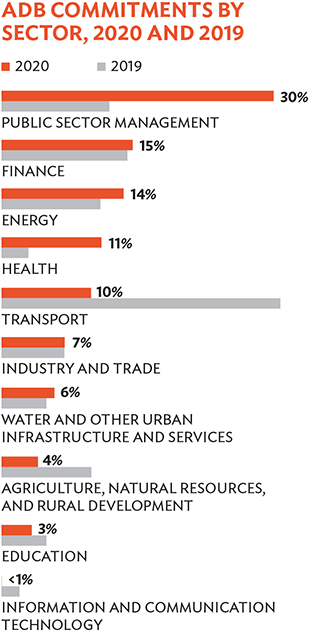 ADB COMMITMENTS BY
SECTOR, 2020 AND 2019
2020 2019
30%
PUBLIC SECTOR MANAGEMENT
15%
FINANCE
14%
ENERGY
11%
HEALTH
10%
TRANSPORT
7%
INDUSTRY AND TRADE
6%
WATER AND OTHER URBAN
INFRASTRUCTURE AND SERVICES
4%
AGRICULTURE, NATURAL RESOURCES,
AND RURAL DEVELOPMENT
3%
EDUCATION
<1%
INFORMATION AND COMMUNICATION
TECHNOLOGY